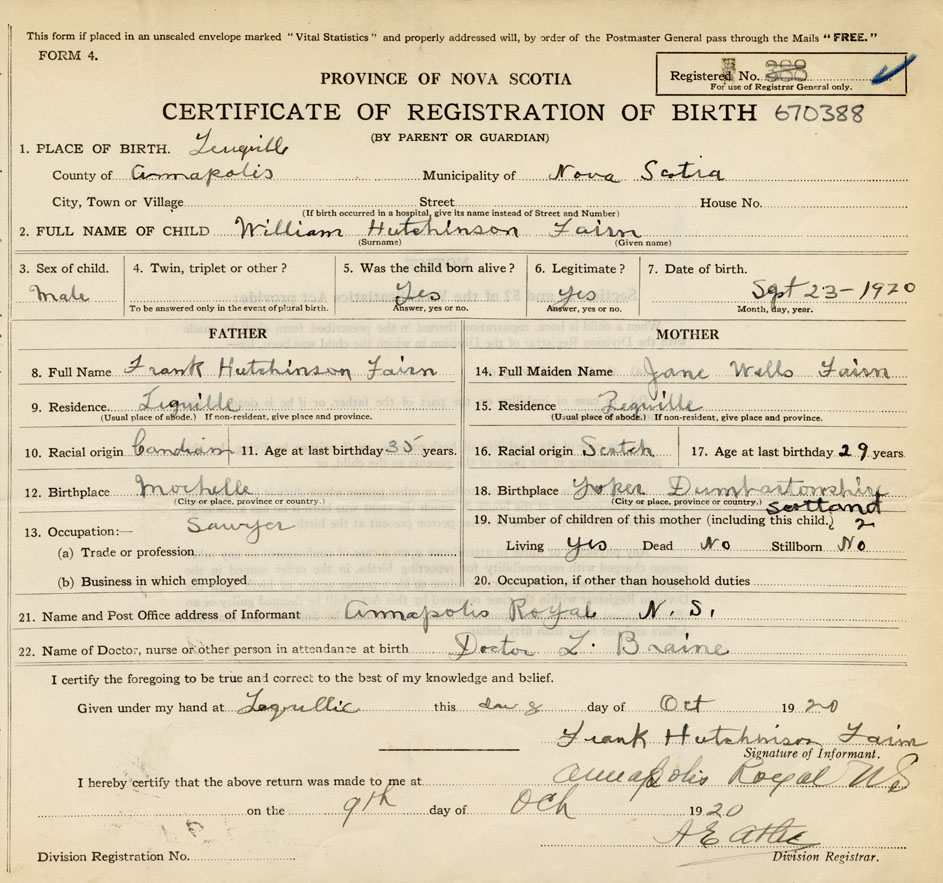 This form if placed in an unsealed envelope marked "Vital Statistics" and properly addressed will, by order of the Postmaster General pass through the Mails "FREE."
FORM 4.
Registered No.
For use of Registrar General only.
PROVINCE OF NOVA SCOTIA
CERTIFICATE OF REGISTRATION OF BIRTH 670388
(BY PARENT OR GUARDIAN)
1. PLACE OF BIRTH. Lequille
County of Annapolis Municipality of Nova Scotia
City, Town or Village Street House No.
(If birth occurred in a hospital, give its name instead of Street and Number)
2. FULL NAME OF CHILD William Hutchinson Fairn
(Surname) (Given name)
3. Sex of child. 4. Twin, triplet or other? 5. Was the child born alive? 6. Legitimate? 7. Date of birth.
Male Yes Yes Sept 23-1920
To be answered only in the event of plural birth. Answer, yes or no. Answer, yes or no. Month, day, year.
FATHER MOTHER
8. Full Name Frank Hutchinson Fairn 14. Full Maiden Name Jane Wells Fairn
9. Residence. Lequille 15. Residence Lequille
(Usual place of abode.) If non-resident, give place and province. (Usual place of abode.) If non-resident, give place and province.
10. Racial origin Candian 11. Age at last birthday 35 years. 16. Racial origin Scotch 17. Age at last birthday 29 years
12. Birthplace Mochelle 18. Birthplace Yoker Dumbartonshire
(City or place, province or country.) (City or place, province or country.) Scotland
13. Occupation:— Sawyer 19. Number of children of this mother (including this child.) 2
(a) Trade or profession Living Yes Dead No Stillborn No
(b) Business in which employed 20. Occupation, if other than household duties
21. Name and Post Office address of Informant Annapolis Royal N. S.
22. Name of Doctor, nurse or other person in attendance at birth Doctor L. Braine
I certify the foregoing to be true and correct to the best of my knowledge and belief.
Given under my hand at Lequille this 8 day of Oct 1920
Frank Hutchinson Fairn
Signature of Informant.
I hereby certify that the above return was made to me at Annapolis Royal NS
on the 9th day of Oct 1920
Division Registration No. Division Registrar.